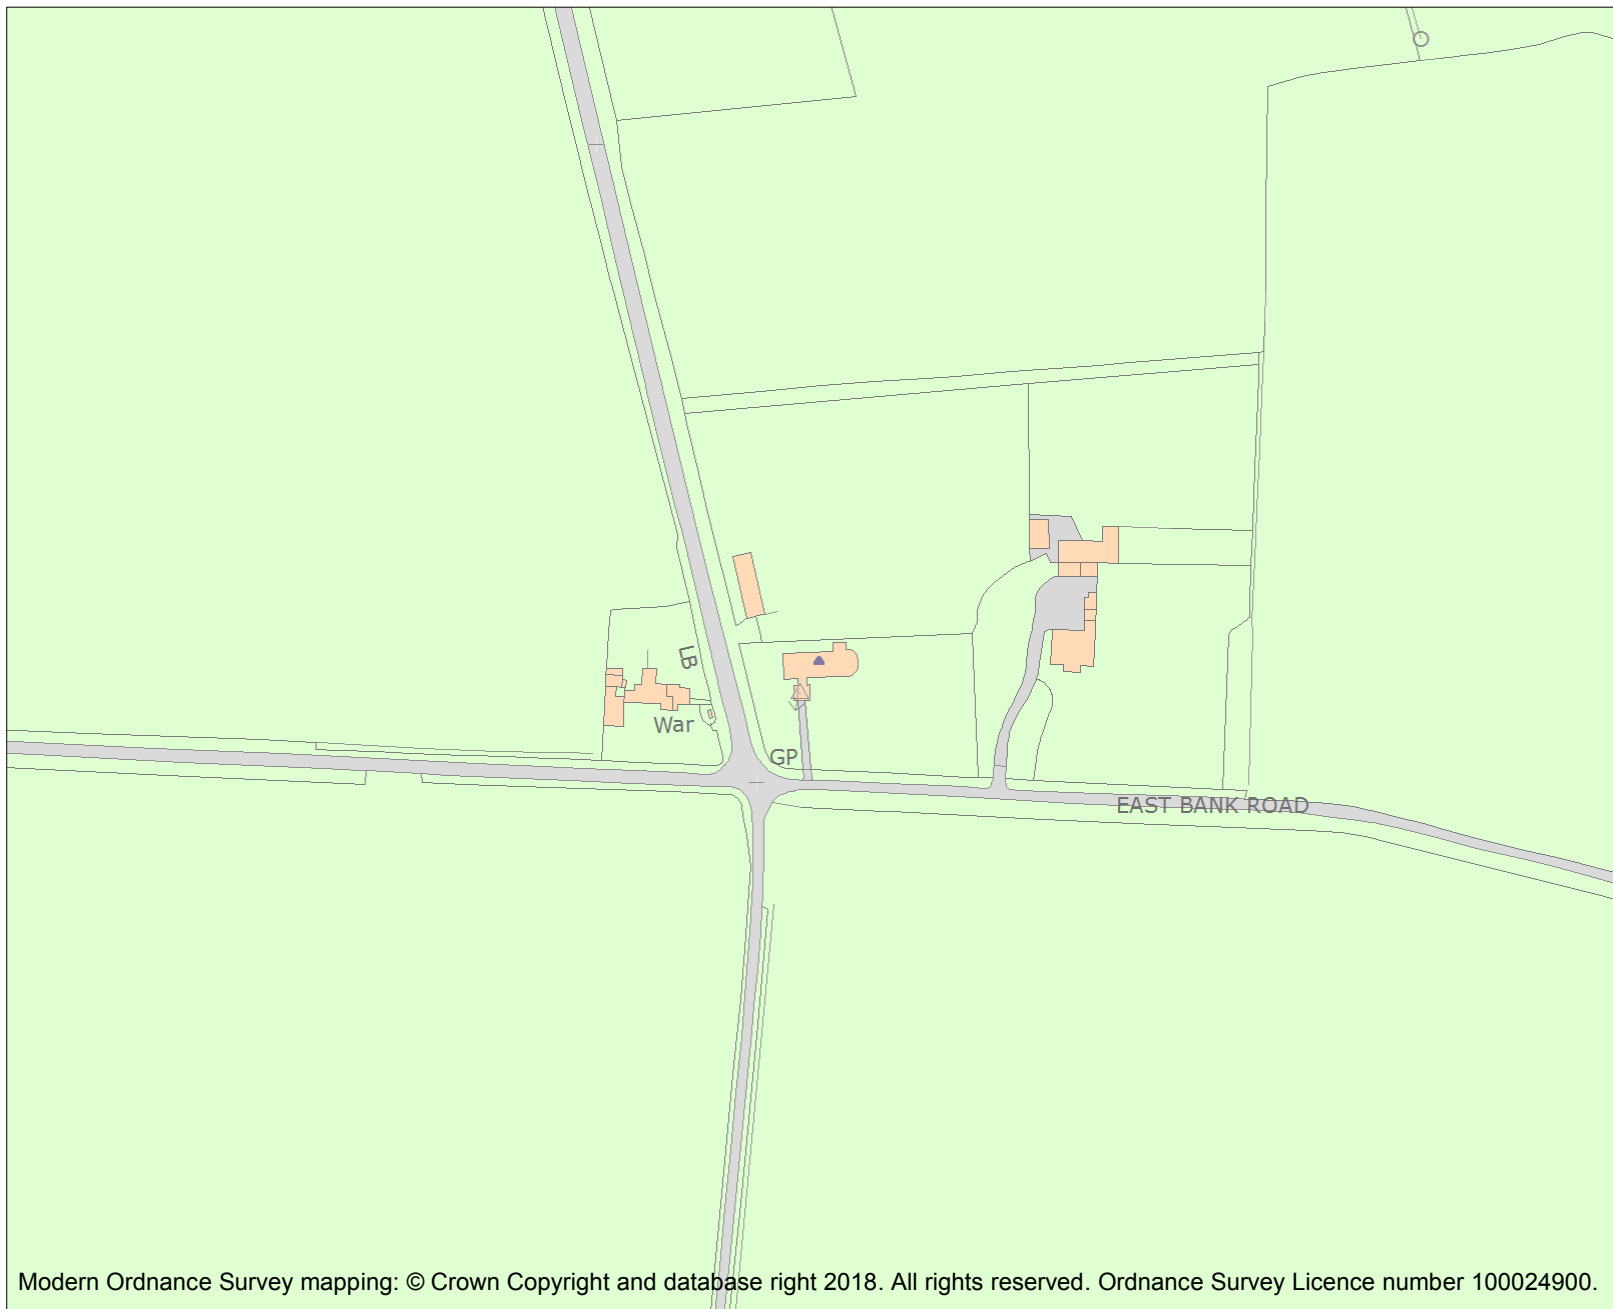 LB
War
GP
EAST BANK ROAD
Modern Ordnance Survey mapping: © Crown Copyright and database right 2018. All rights reserved. Ordnance Survey Licence number 100024900.